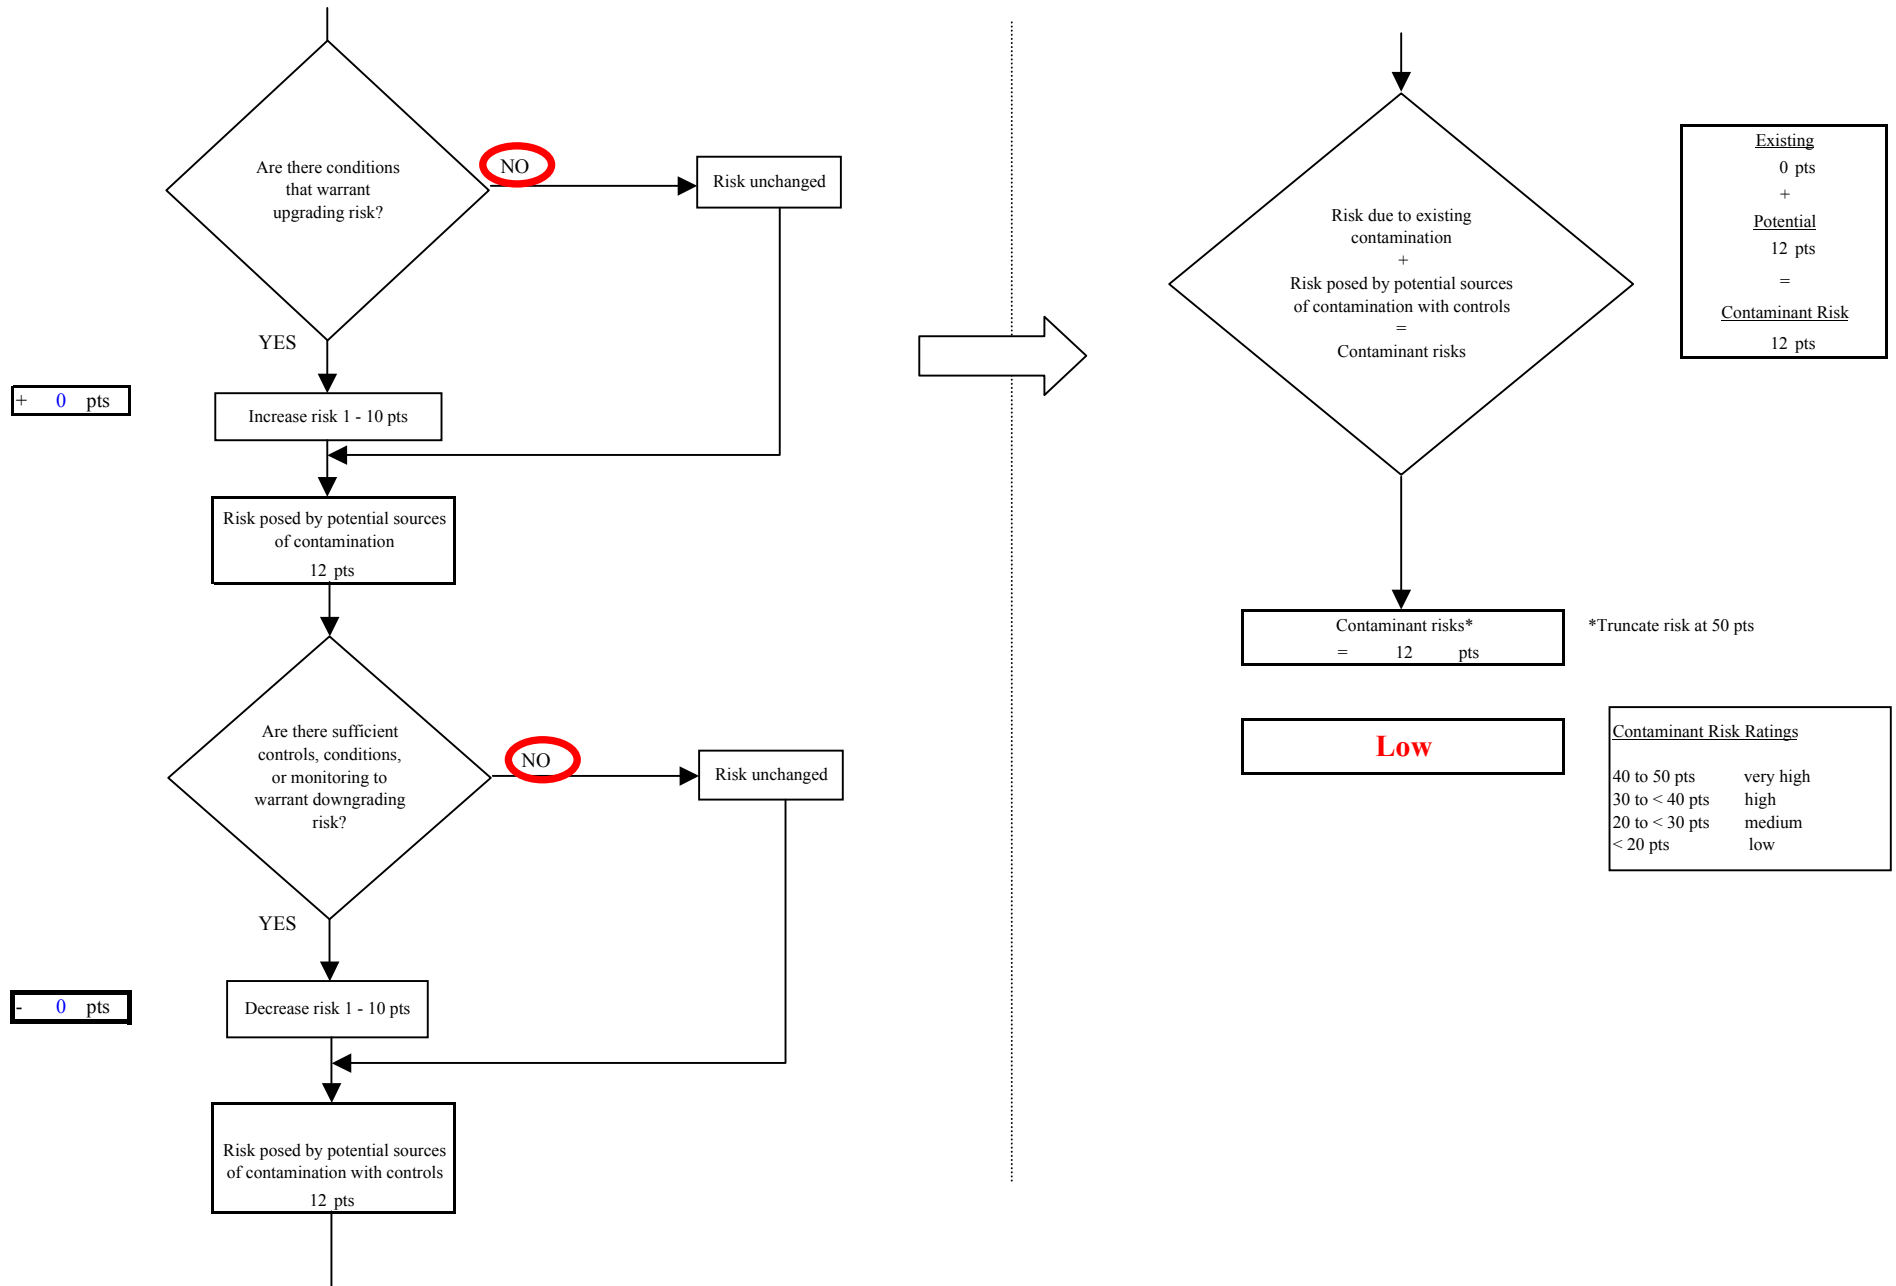 Are there conditions
that warrant
upgrading risk?
NO
Risk unchanged
YES
+ 0 pts
Increase risk 1 - 10 pts
Risk posed by potential sources
of contamination
12 pts
Are there sufficient
controls, conditions,
or monitoring to
warrant downgrading
risk?
NO
Risk unchanged
YES
- 0 pts
Decrease risk 1 - 10 pts
Risk posed by potential sources
of contamination with controls
12 pts
Risk due to existing
contamination
+
Risk posed by potential sources
of contamination with controls
=
Contaminant risks
Existing
0 pts
+
Potential
12 pts
=
Contaminant Risk
12 pts
Contaminant risks*
= 12 pts
*Truncate risk at 50 pts
Low
Contaminant Risk Ratings
40 to 50 pts very high
30 to < 40 pts high
20 to < 30 pts medium
< 20 pts low